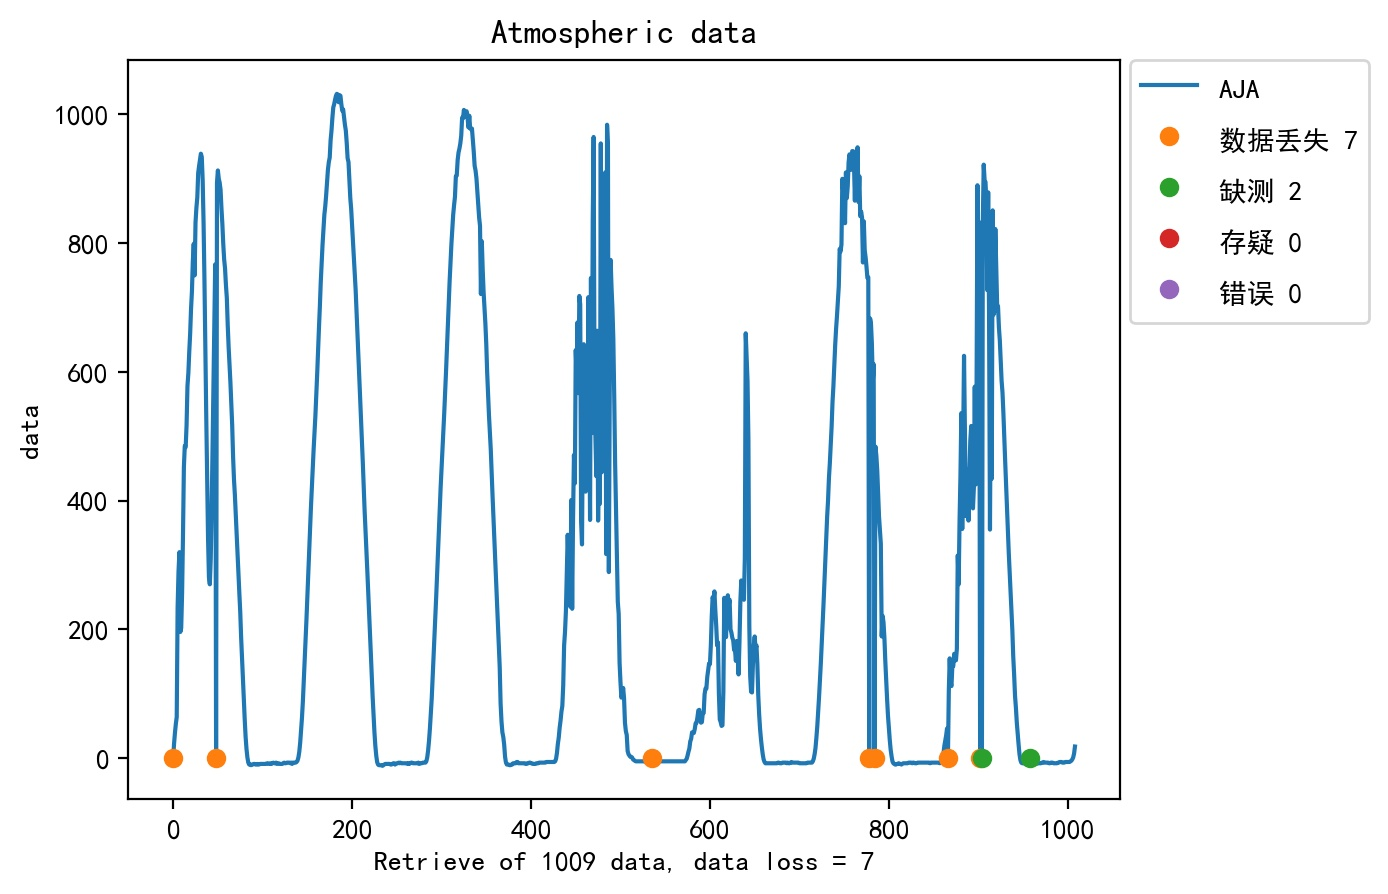 Atmospheric data
AJA
数据丢失 7
缺测 2
存疑 0
错误 0
1000
800
600
400
200
0
data
0 200 400 600 800 1000
Retrieve of 1009 data, data loss = 7